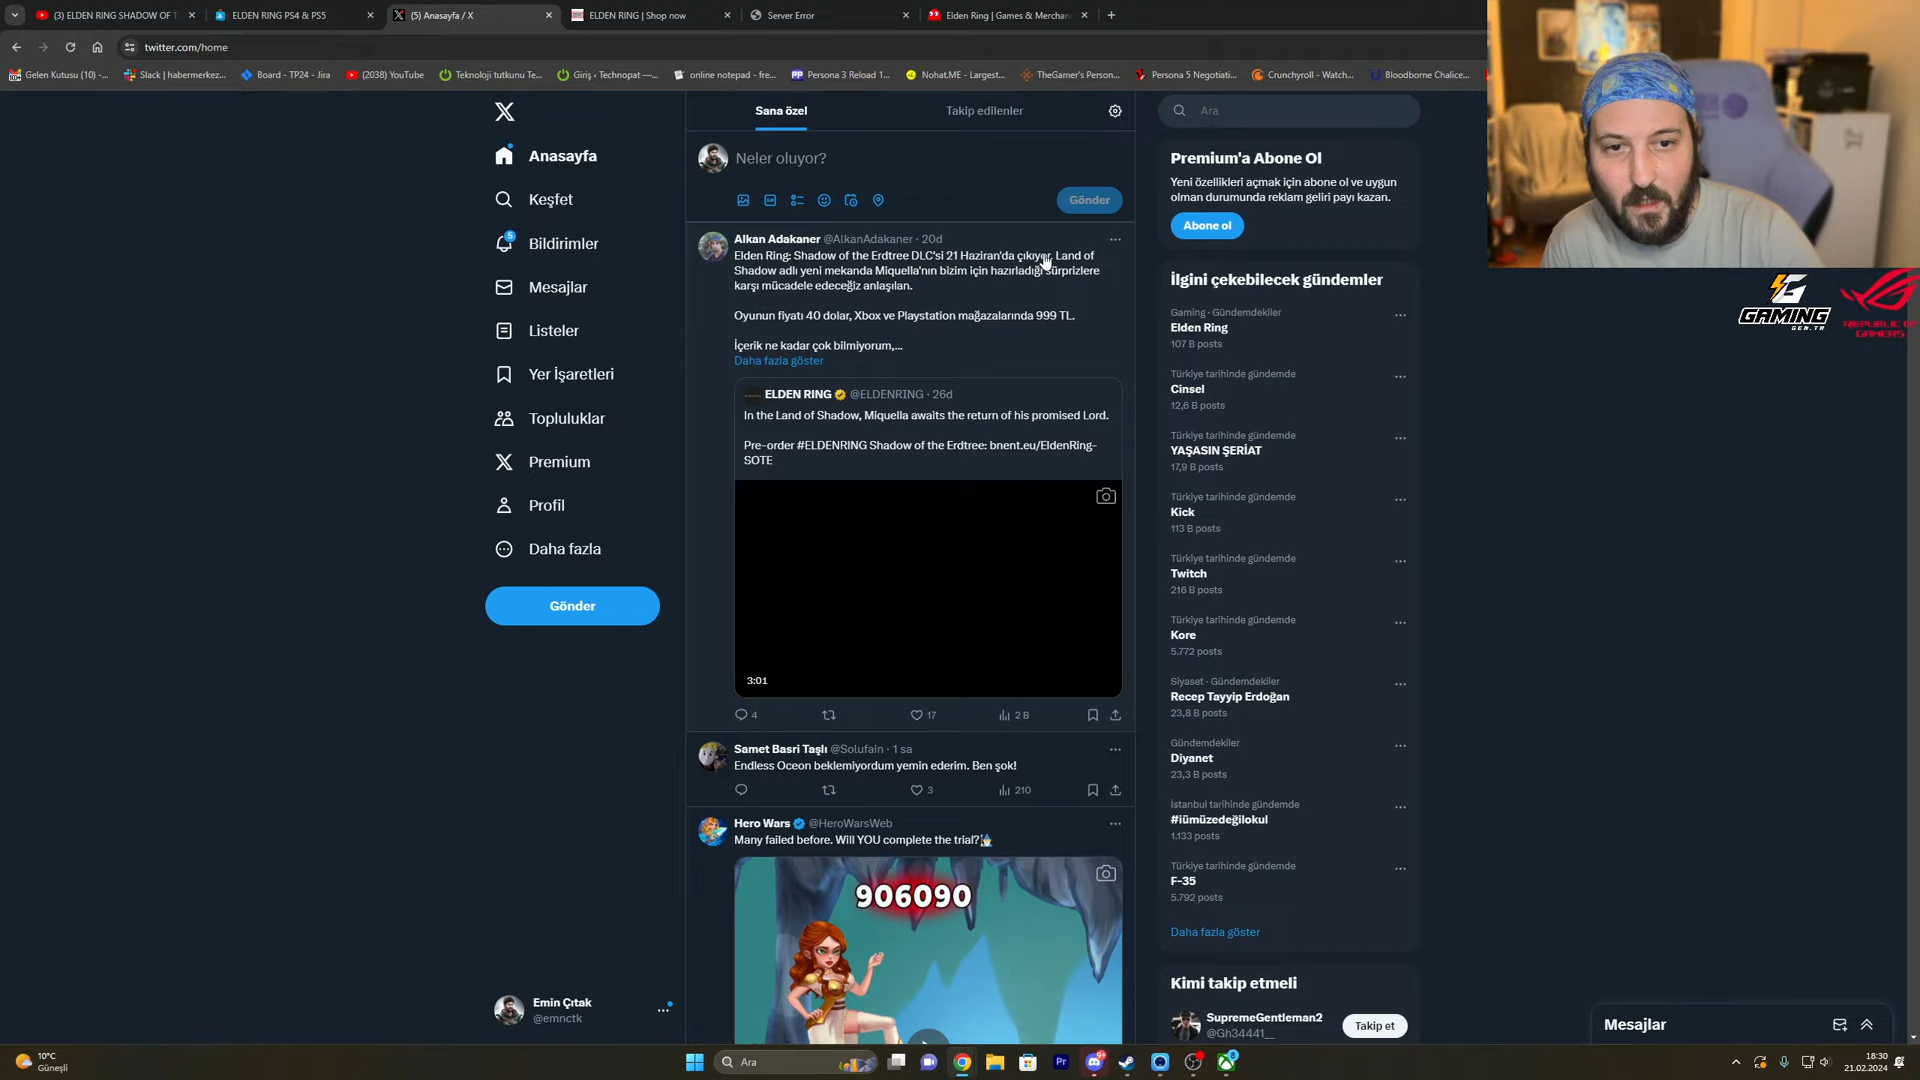 (3) ELDEN RING SHADOW OF T
ELDEN RING PS4 & PS5
(5) Anasayfa / X
ELDEN RING | Shop now
Server Error
Elden Ring | Games & Merchan
twitter.com/home
Gelen Kutusu (10) -...
Slack | habermerkez...
Board - TP24 - Jira
(2038) YouTube
Teknoloji tutkunu Te...
Giriş ‹ Technopat —...
online notepad - fre...
Persona 3 Reload 1...
Nohat.ME - Largest...
TheGamer's Person...
Persona 5 Negotiati...
Crunchyroll - Watch...
Bloodborne Chalice...
Anasayfa
Keşfet
5
Bildirimler
Mesajlar
Listeler
Yer İşaretleri
Topluluklar
Premium
Profil
Daha fazla
Gönder
Emin Çıtak
@emnctk
Sana özel
Takip edilenler
Neler oluyor?
GIF
Gönder
Alkan Adakaner @AlkanAdakaner · 20d
Elden Ring: Shadow of the Erdtree DLC'si 21 Haziran'da çıkıyor. Land of
Shadow adlı yeni mekanda Miquella'nın bizim için hazırladığı sürprizlere
karşı mücadele edeceğiz anlaşılan.
Oyunun fiyatı 40 dolar, Xbox ve Playstation mağazalarında 999 TL.
İçerik ne kadar çok bilmiyorum,...
Daha fazla göster
ELDEN RING @ELDENRING · 26d
In the Land of Shadow, Miquella awaits the return of his promised Lord.
Pre-order #ELDENRING Shadow of the Erdtree: bnent.eu/EldenRing-
SOTE
3:01
4
17
2 B
Samet Basri Taşlı @Solufain · 1 sa
Endless Oceon beklemiyordum yemin ederim. Ben şok!
3
210
Hero Wars @HeroWarsWeb
Many failed before. Will YOU complete the trial?
906090
Ara
Premium'a Abone Ol
Yeni özellikleri açmak için abone ol ve uygun
olman durumunda reklam geliri payı kazan.
Abone ol
İlgini çekebilecek gündemler
Gaming · Gündemdekiler
Elden Ring
107 B posts
Türkiye tarihinde gündemde
Cinsel
12,6 B posts
Türkiye tarihinde gündemde
YAŞASIN ŞERİAT
17,9 B posts
Türkiye tarihinde gündemde
Kick
113 B posts
Türkiye tarihinde gündemde
Twitch
216 B posts
Türkiye tarihinde gündemde
Kore
5.772 posts
Siyaset · Gündemdekiler
Recep Tayyip Erdoğan
23,8 B posts
Gündemdekiler
Diyanet
23,3 B posts
İstanbul tarihinde gündemde
#iümüzedeğilokul
1.133 posts
Türkiye tarihinde gündemde
F-35
5.792 posts
Daha fazla göster
Kimi takip etmeli
SupremeGentleman2
@Gh34441__
Takip et
Mesajlar
GAMING
GEN.TR
REPUBLIC OF
GAMERS
10°C
Güneşli
Ara
Pr
18:30
21.02.2024